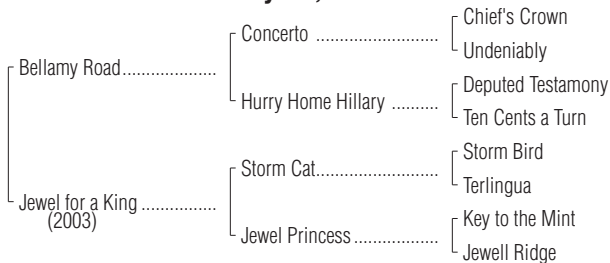 Chief's Crown
Concerto ......................
Undeniably
Bellamy Road...................
Deputed Testamony
Hurry Home Hillary ..........
Ten Cents a Turn
Storm Bird
Storm Cat......................
Terlingua
Jewel for a King ...............
(2003)
Key to the Mint
Jewel Princess.................
Jewell Ridge